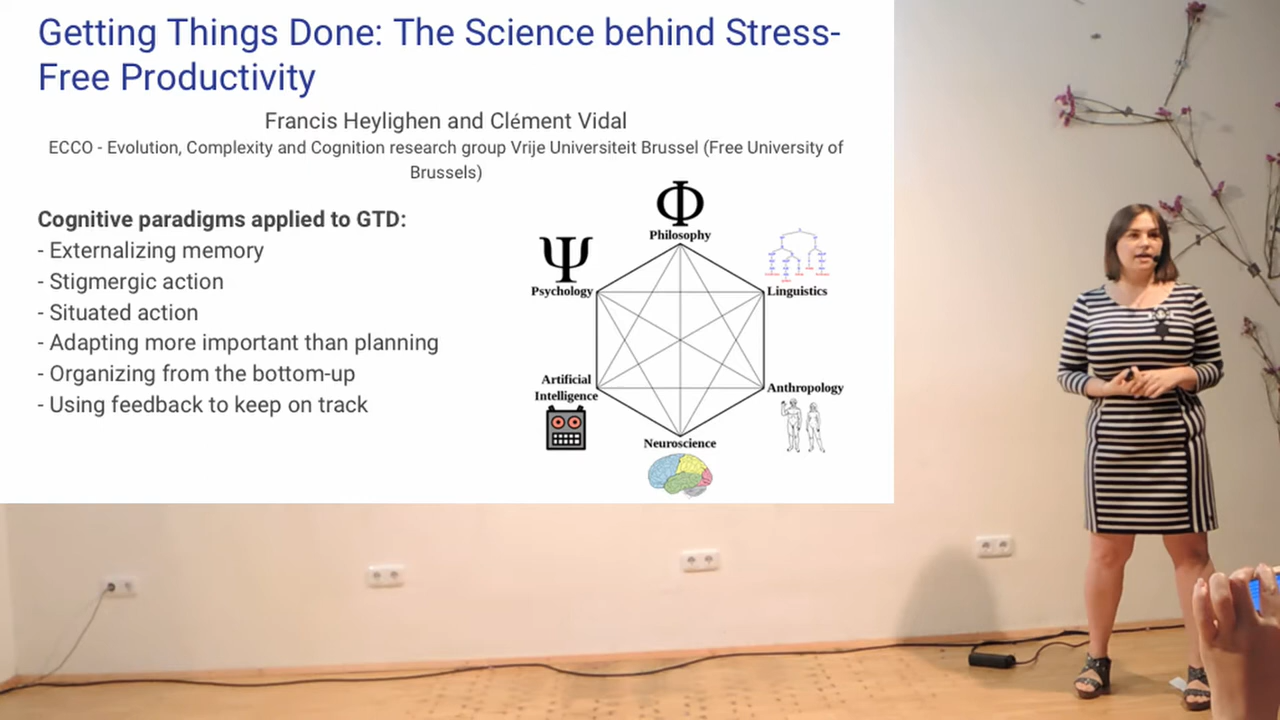 Getting Things Done: The Science behind Stress-
Free Productivity
Francis Heylighen and Clément Vidal
ECCO - Evolution, Complexity and Cognition research group Vrije Universiteit Brussel (Free University of
Brussels)
Cognitive paradigms applied to GTD:
- Externalizing memory
- Stigmergic action
- Situated action
- Adapting more important than planning
- Organizing from the bottom-up
- Using feedback to keep on track
Φ
Philosophy
Ψ
Psychology
Linguistics
Artificial
Intelligence
Anthropology
Neuroscience